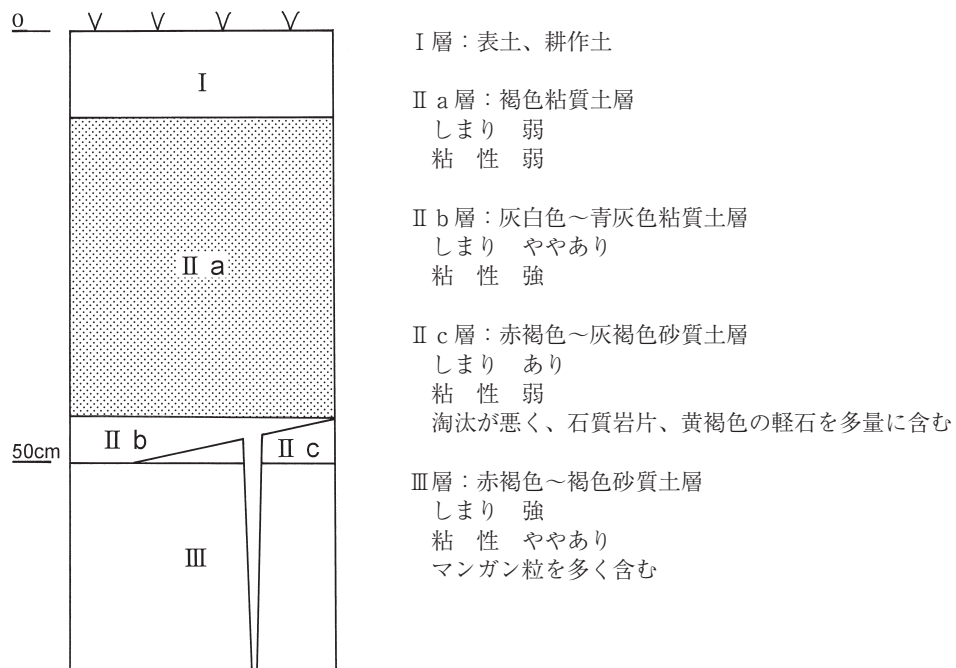 0
Ⅰ
Ⅱ a
Ⅱ b
Ⅱ c
50cm
Ⅲ
Ⅰ層：表土、耕作土
Ⅱ a 層：褐色粘質土層
しまり　弱
粘　性　弱
Ⅱ b 層：灰白色～青灰色粘質土層
しまり　ややあり
粘　性　強
Ⅱ c 層：赤褐色～灰褐色砂質土層
しまり　あり
粘　性　弱
淘汰が悪く、石質岩片、黄褐色の軽石を多量に含む
Ⅲ層：赤褐色～褐色砂質土層
しまり　強
粘　性　ややあり
マンガン粒を多く含む